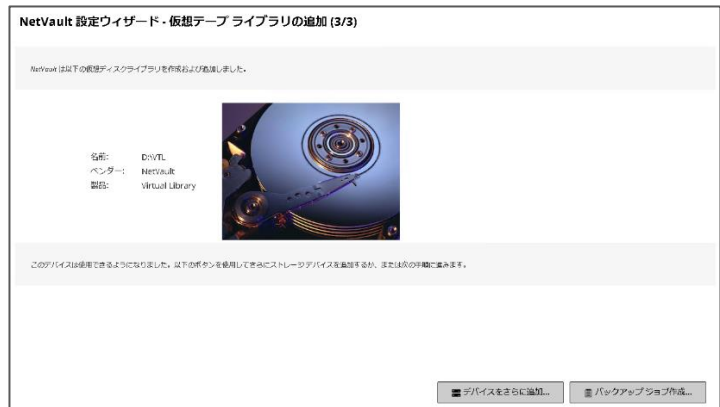 NetVault 設定ウィザード - 仮想テープ ライブラリの追加 (3/3)
NetVault は以下の仮想ディスクライブラリを作成および追加しました。
名前: D:\VTL
ベンダー: NetVault
製品: Virtual Library
このデバイスは使用できるようになりました。以下のボタンを使用してさらにストレージデバイスを追加するか、または次の手順に進みます。
デバイスをさらに追加... バックアップ ジョブ作成...